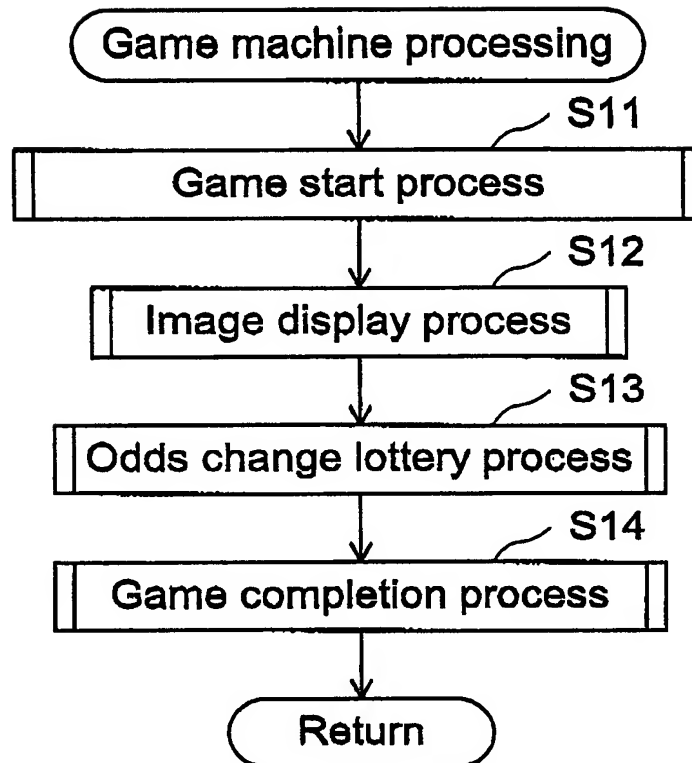 Game machine processing
S11
Game start process
S12
Image display process
S13
Odds change lottery process
S14
Game completion process
Return